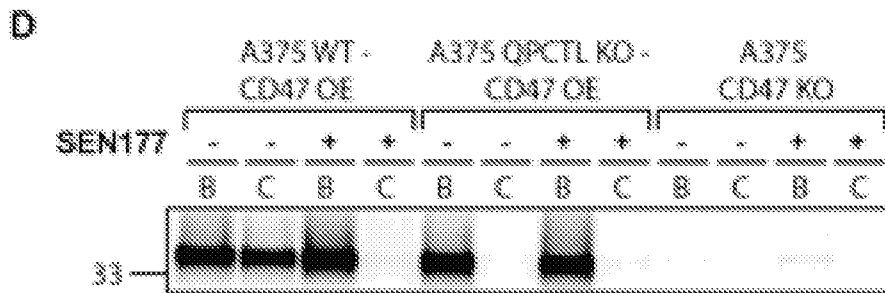 D
A375 WT - A375 QPCTL KO - A375
CD47 OE CD47 OE CD47 KO
SEN177 - - + + - - + + - - + +
B C B C B C B C B C B C
33